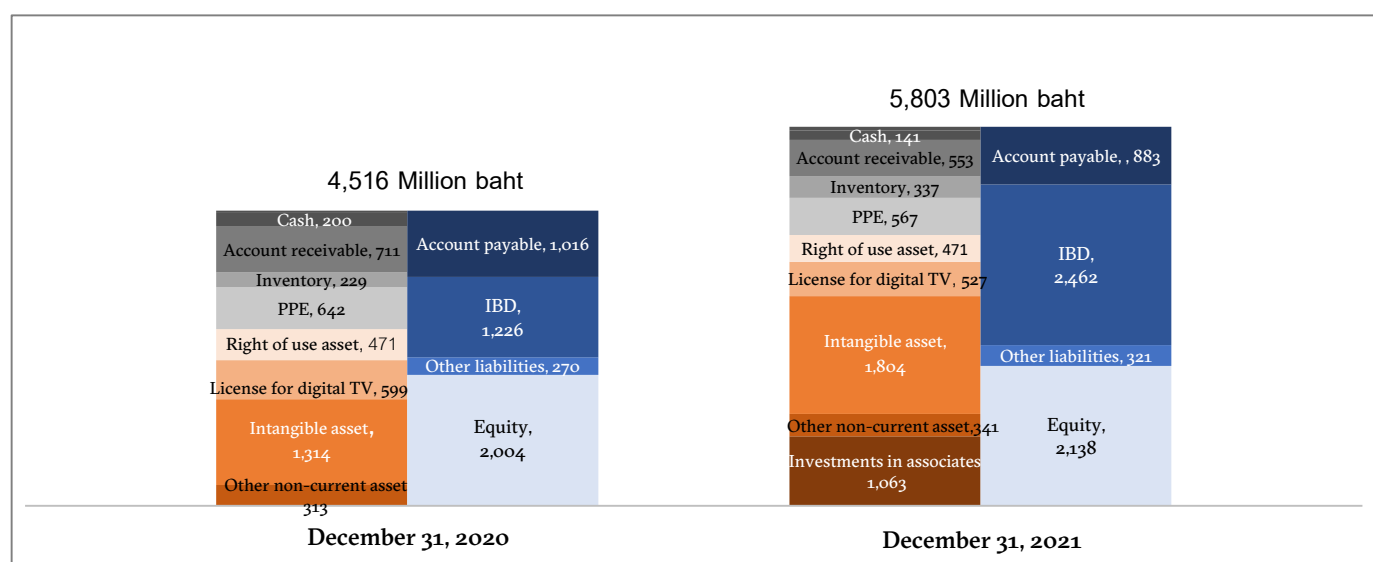 4,516 Million baht
Cash, 200
Account receivable, 711
Inventory, 229
PPE, 642
Right of use asset, 471
License for digital TV, 599
Intangible asset,
1,314
Other non-current asset
313
Account payable, 1,016
IBD,
1,226
Other liabilities, 270
Equity,
2,004
December 31, 2020
5,803 Million baht
Cash, 141
Account receivable, 553
Inventory, 337
PPE, 567
Right of use asset, 471
License for digital TV, 527
Intangible asset,
1,804
Other non-current asset,341
Investments in associates
1,063
Account payable, , 883
IBD,
2,462
Other liabilities, 321
Equity,
2,138
December 31, 2021